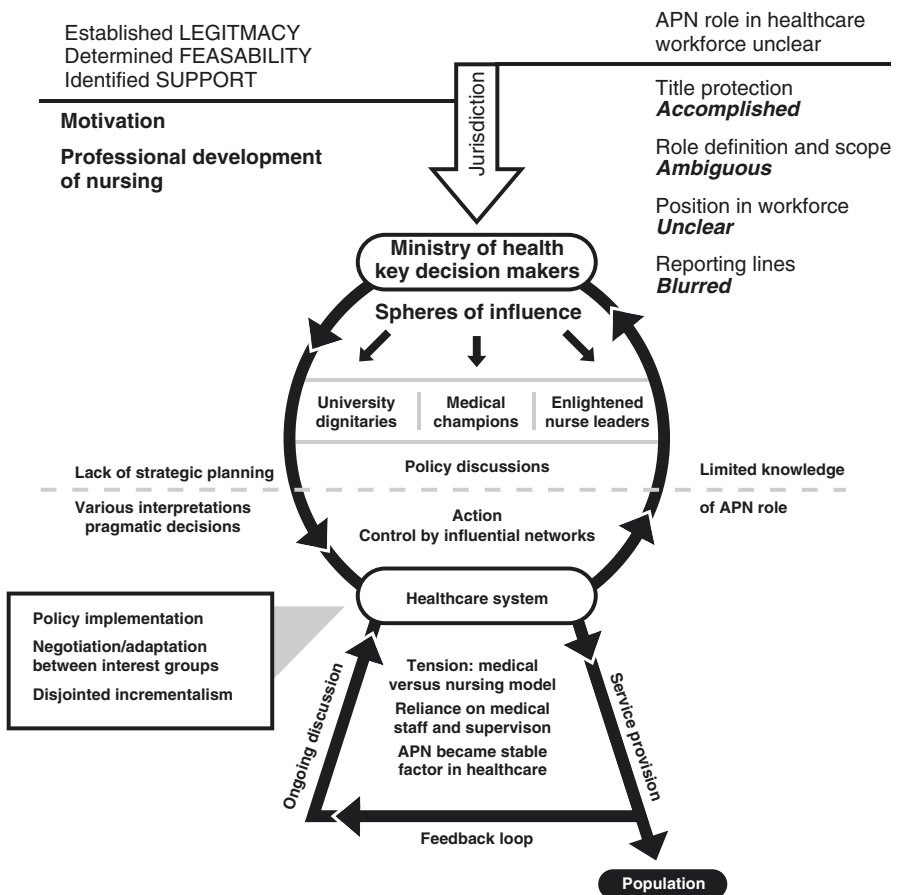 Established LEGITMACY
Determined FEASABILITY
Identified SUPPORT
Motivation
Professional development
of nursing
Jurisdiction
APN role in healthcare
workforce unclear
Title protection
Accomplished
Role definition and scope
Ambiguous
Position in workforce
Unclear
Reporting lines
Blurred
Ministry of health
key decision makers
Spheres of influence
University
dignitaries
Medical
champions
Enlightened
nurse leaders
Policy discussions
Lack of strategic planning
Limited knowledge
Various interpretations
pragmatic decisions
of APN role
Action
Control by influential networks
Healthcare system
Policy implementation
Negotiation/adaptation
between interest groups
Disjointed incrementalism
Ongoing discussion
Tension: medical
versus nursing model
Reliance on medical
staff and supervison
APN became stable
factor in healthcare
Service provision
Feedback loop
Population